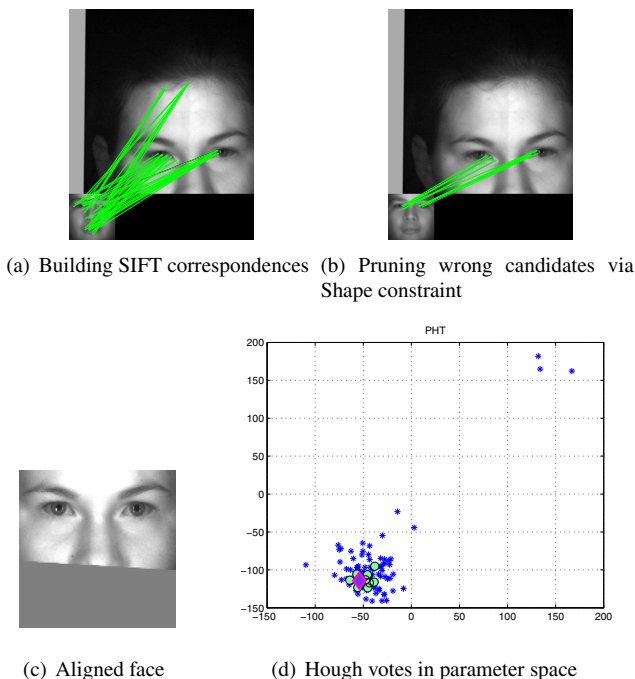 (a) Building SIFT correspondences
(b) Pruning wrong candidates via
Shape constraint
PHT
200
150
100
50
0
−50
−100
−150
−150
−100
−50
0
50
100
150
200
(c) Aligned face
(d) Hough votes in parameter space